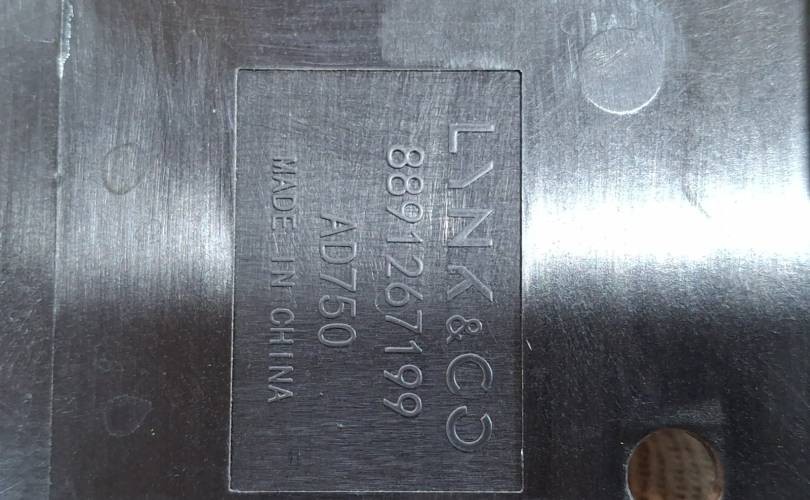 LYNK & CO
8891267199
AD750
MADE IN CHINA